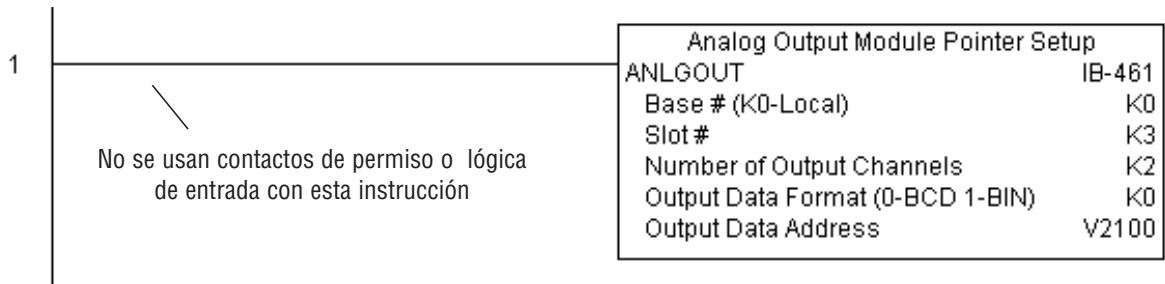 1
Analog Output Module Pointer Setup
ANLGOUT IB-461
Base # (K0-Local) K0
Slot # K3
Number of Output Channels K2
Output Data Format (0-BCD 1-BIN) K0
Output Data Address V2100
No se usan contactos de permiso o lógica
de entrada con esta instrucción